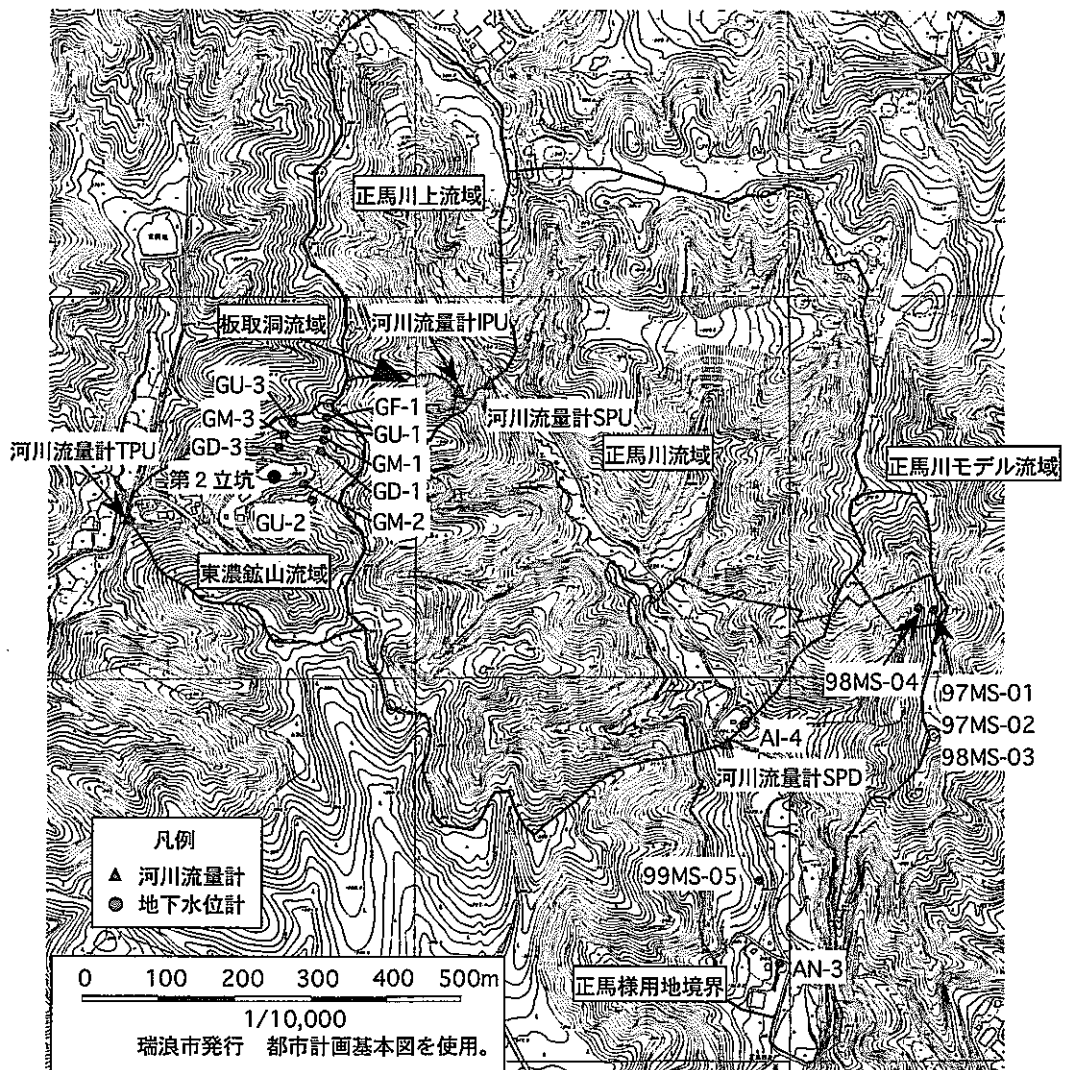 正馬川上流域
板取洞流域
河川流量計IPU
GU-3
GF-1
GM-3
GU-1
河川流量計SPU
GD-3
GM-1
河川流量計TPU
第2立坑
GD-1
GU-2
GM-2
正馬川流域
正馬川モデル流域
東濃鉱山流域
98MS-04
97MS-01
97MS-02
98MS-03
AI-4
河川流量計SPD
凡例
河川流量計
地下水位計
99MS-05
正馬様用地境界
AN-3
0 100 200 300 400 500m
1/10,000
瑞浪市発行 都市計画基本図を使用。